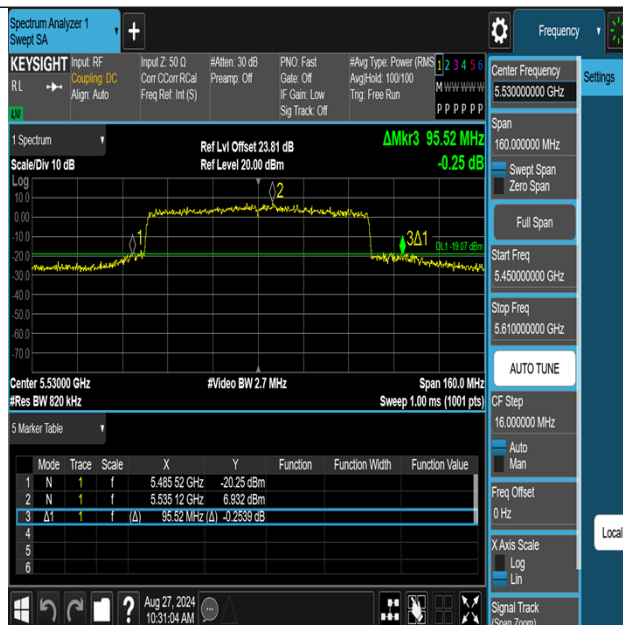 Spectrum Analyzer 1
Swept SA
+
Frequency
KEYSIGHT
RL
LXI
Input: RF
Coupling: DC
Align: Auto
Input Z: 50 Ω
Corr CCorr RCal
Freq Ref: Int (S)
#Atten: 30 dB
Preamp: Off
PNO: Fast
Gate: Off
IF Gain: Low
Sig Track: Off
#Avg Type: Power (RMS
Avg|Hold: 100/100
Trig: Free Run
1 2 3 4 5 6
M W W W W W
P P P P P P
1 Spectrum
Scale/Div 10 dB
Ref Lvl Offset 23.81 dB
Ref Level 20.00 dBm
ΔMkr3 95.52 MHz
-0.25 dB
Log
10.0
0.00
-10.0
-20.0
-30.0
-40.0
-50.0
-60.0
-70.0
1
2
3Δ1
DL1 -19.07 dBm
Center 5.53000 GHz
#Res BW 820 kHz
#Video BW 2.7 MHz
Span 160.0 MHz
Sweep 1.00 ms (1001 pts)
5 Marker Table
Mode Trace Scale X Y Function Function Width Function Value
1 N 1 f 5.485 52 GHz -20.25 dBm
2 N 1 f 5.535 12 GHz 6.932 dBm
3 Δ1 1 f (Δ) 95.52 MHz (Δ) -0.2539 dB
4
5
6
Aug 27, 2024
10:31:04 AM
?
Center Frequency
5.530000000 GHz
Span
160.000000 MHz
Swept Span
Zero Span
Full Span
Start Freq
5.450000000 GHz
Stop Freq
5.610000000 GHz
AUTO TUNE
CF Step
16.000000 MHz
Auto
Man
Freq Offset
0 Hz
X Axis Scale
Log
Lin
Signal Track
(Span Zoom)
Settings
Local